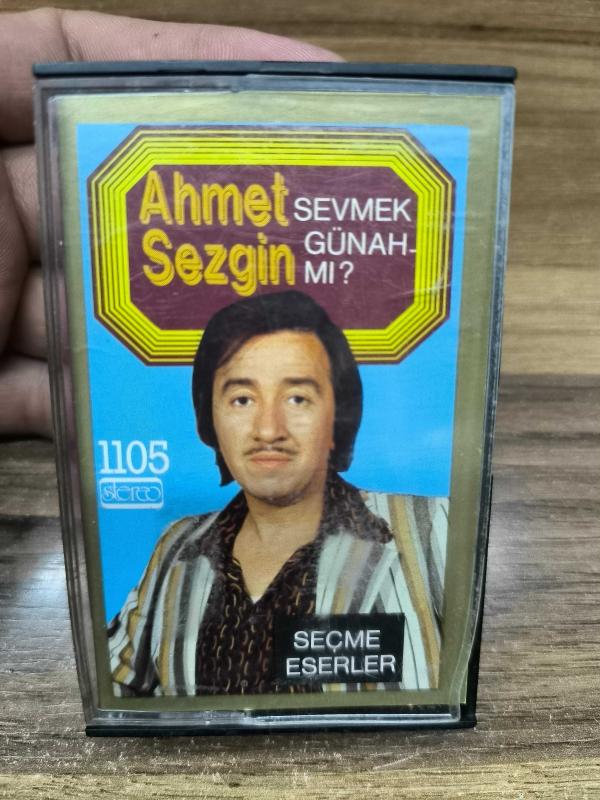 Ahmet
Sezgin
SEVMEK
GÜNAH-
MI?
1105
stereo
SEÇME
ESERLER